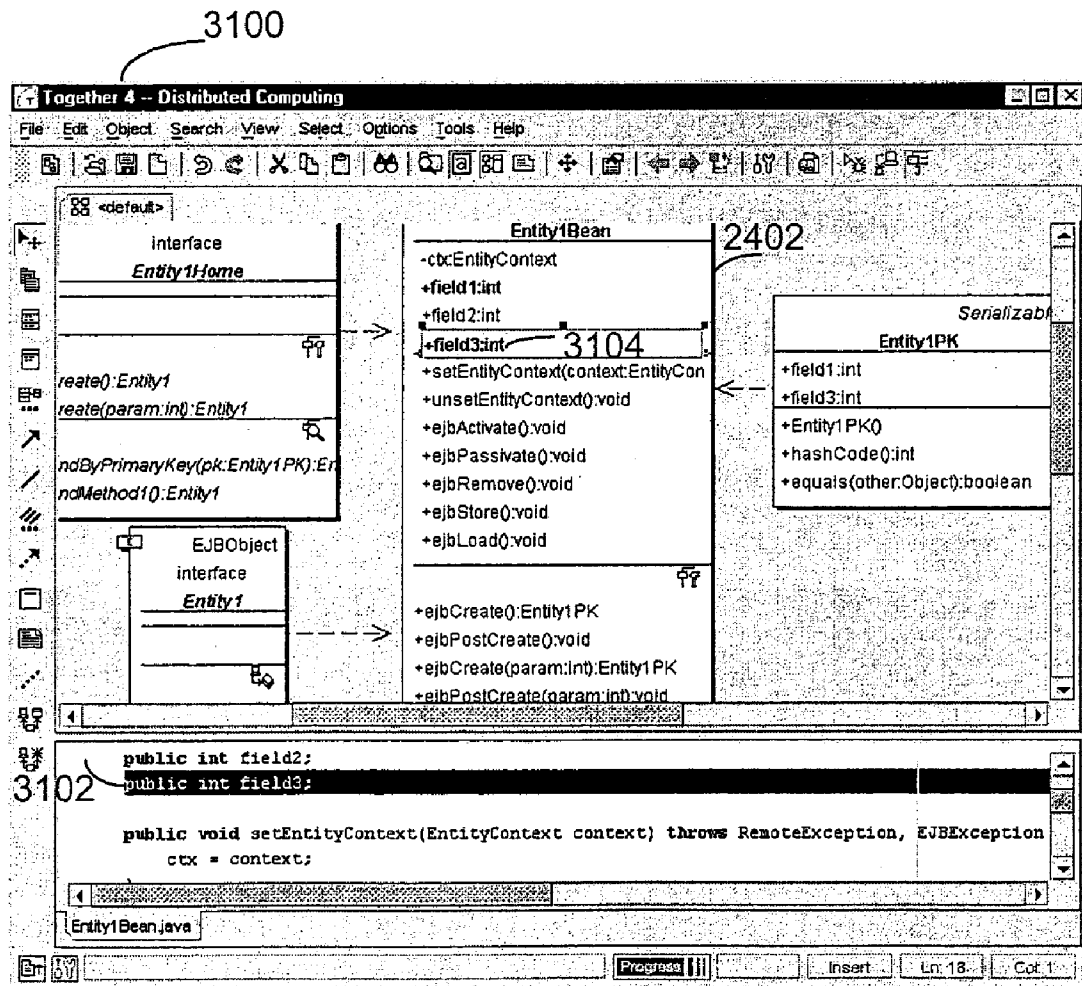 3100
Together 4 -- Distributed Computing
File Edit Object Search View Select Options Tools Help
<default>
interface
Entity1Home
reate():Entity1
reate(param:int):Entity1
ndByPrimaryKey(pk:Entity1PK):En
ndMethod1():Entity1
EJBObject
interface
Entity1
Entity1Bean
2402
-ctx:EntityContext
+field1:int
+field2:int
+field3:int
3104
+setEntityContext(context:EntityCon
+unsetEntityContext():void
+ejbActivate():void
+ejbPassivate():void
+ejbRemove():void
+ejbStore():void
+ejbLoad():void
+ejbCreate():Entity1PK
+ejbPostCreate():void
+ejbCreate(param:int):Entity1PK
+ejbPostCreate(param:int):void
Serializabl
Entity1PK
+field1:int
+field3:int
+Entity1PK()
+hashCode():int
+equals(other:Object):boolean
public int field2;
3102
public int field3;
public void setEntityContext(EntityContext context) throws RemoteException, EJBException
ctx = context;
Entity1Bean.java
Progress Insert Ln: 18 Col: 1